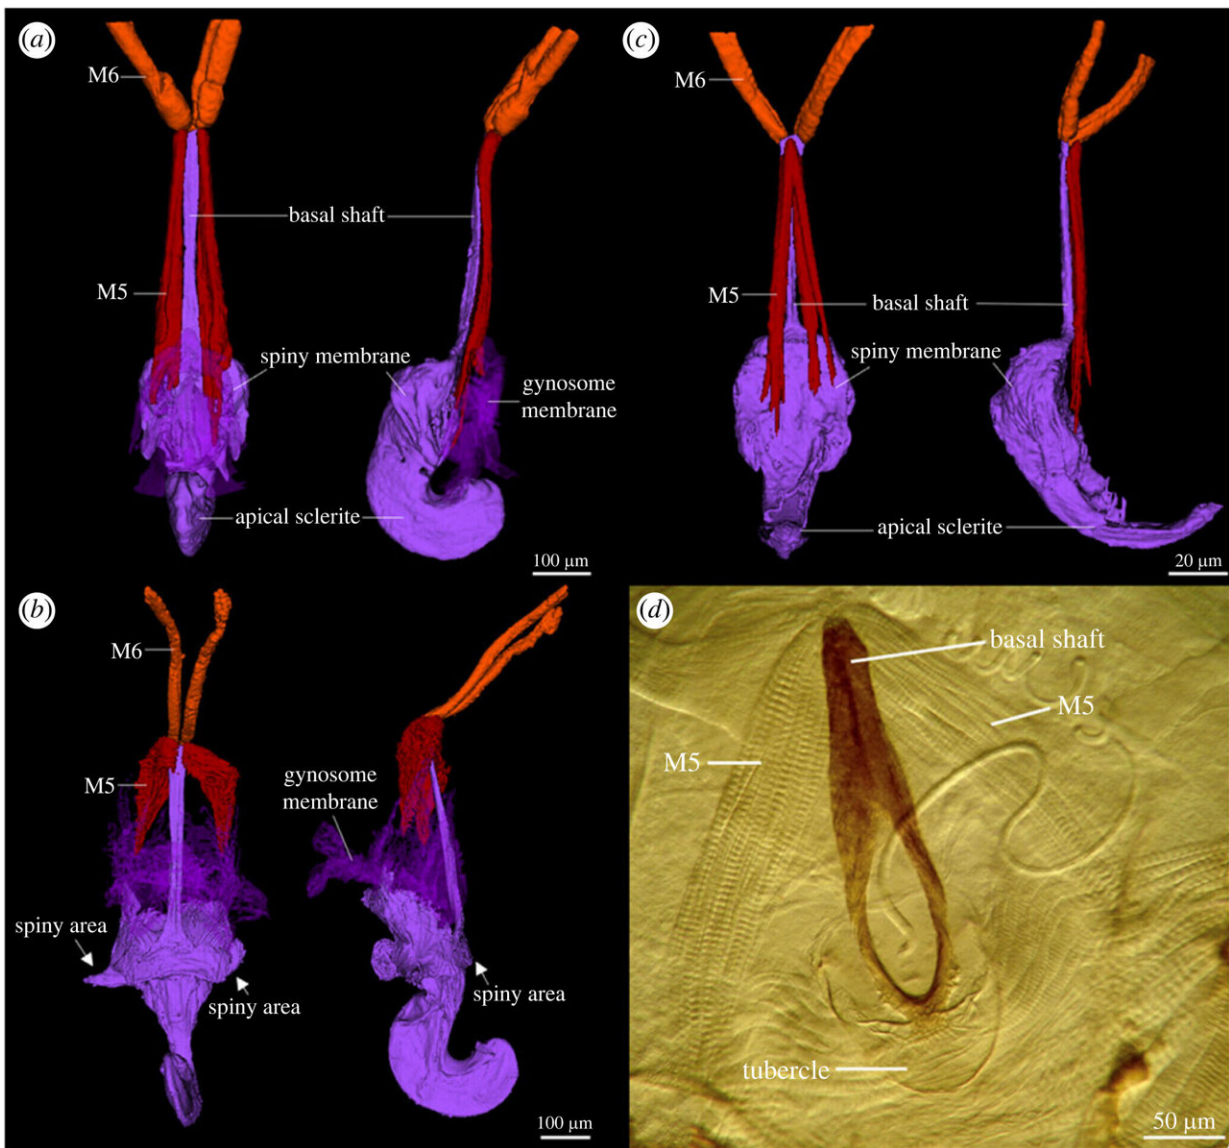 (a)
M6
basal shaft
M5
spiny membrane
gynosome
membrane
apical sclerite
100 µm
(c)
M6
M5
basal shaft
spiny membrane
apical sclerite
20 µm
(b)
M6
M5
gynosome
membrane
spiny area
spiny area
spiny area
100 µm
(d)
basal shaft
M5
M5
tubercle
50 µm